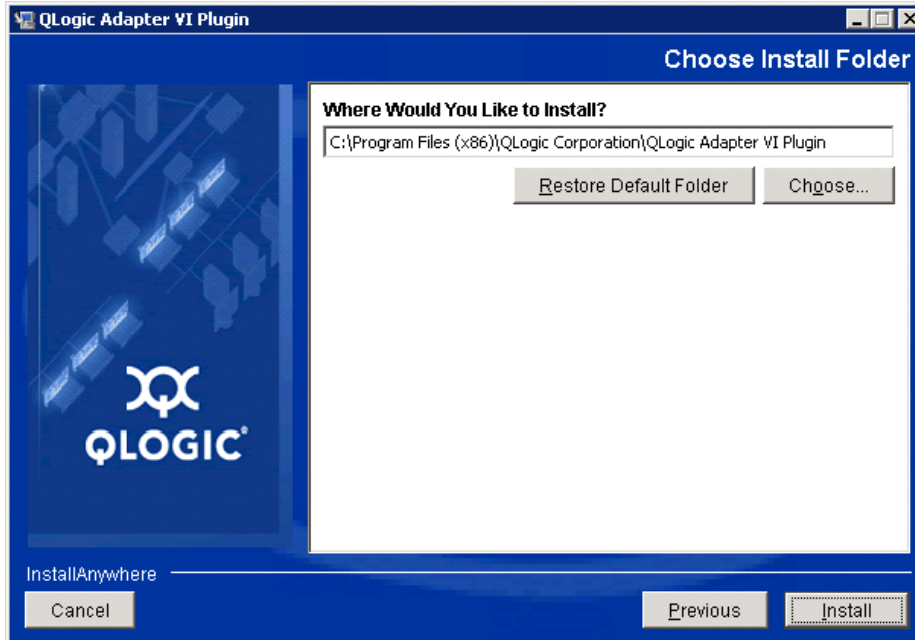 QLogic Adapter VI Plugin
Choose Install Folder
Where Would You Like to Install?
C:\Program Files (x86)\QLogic Corporation\QLogic Adapter VI Plugin
Restore Default Folder
Choose...
QLOGIC®
InstallAnywhere
Cancel
Previous
Install